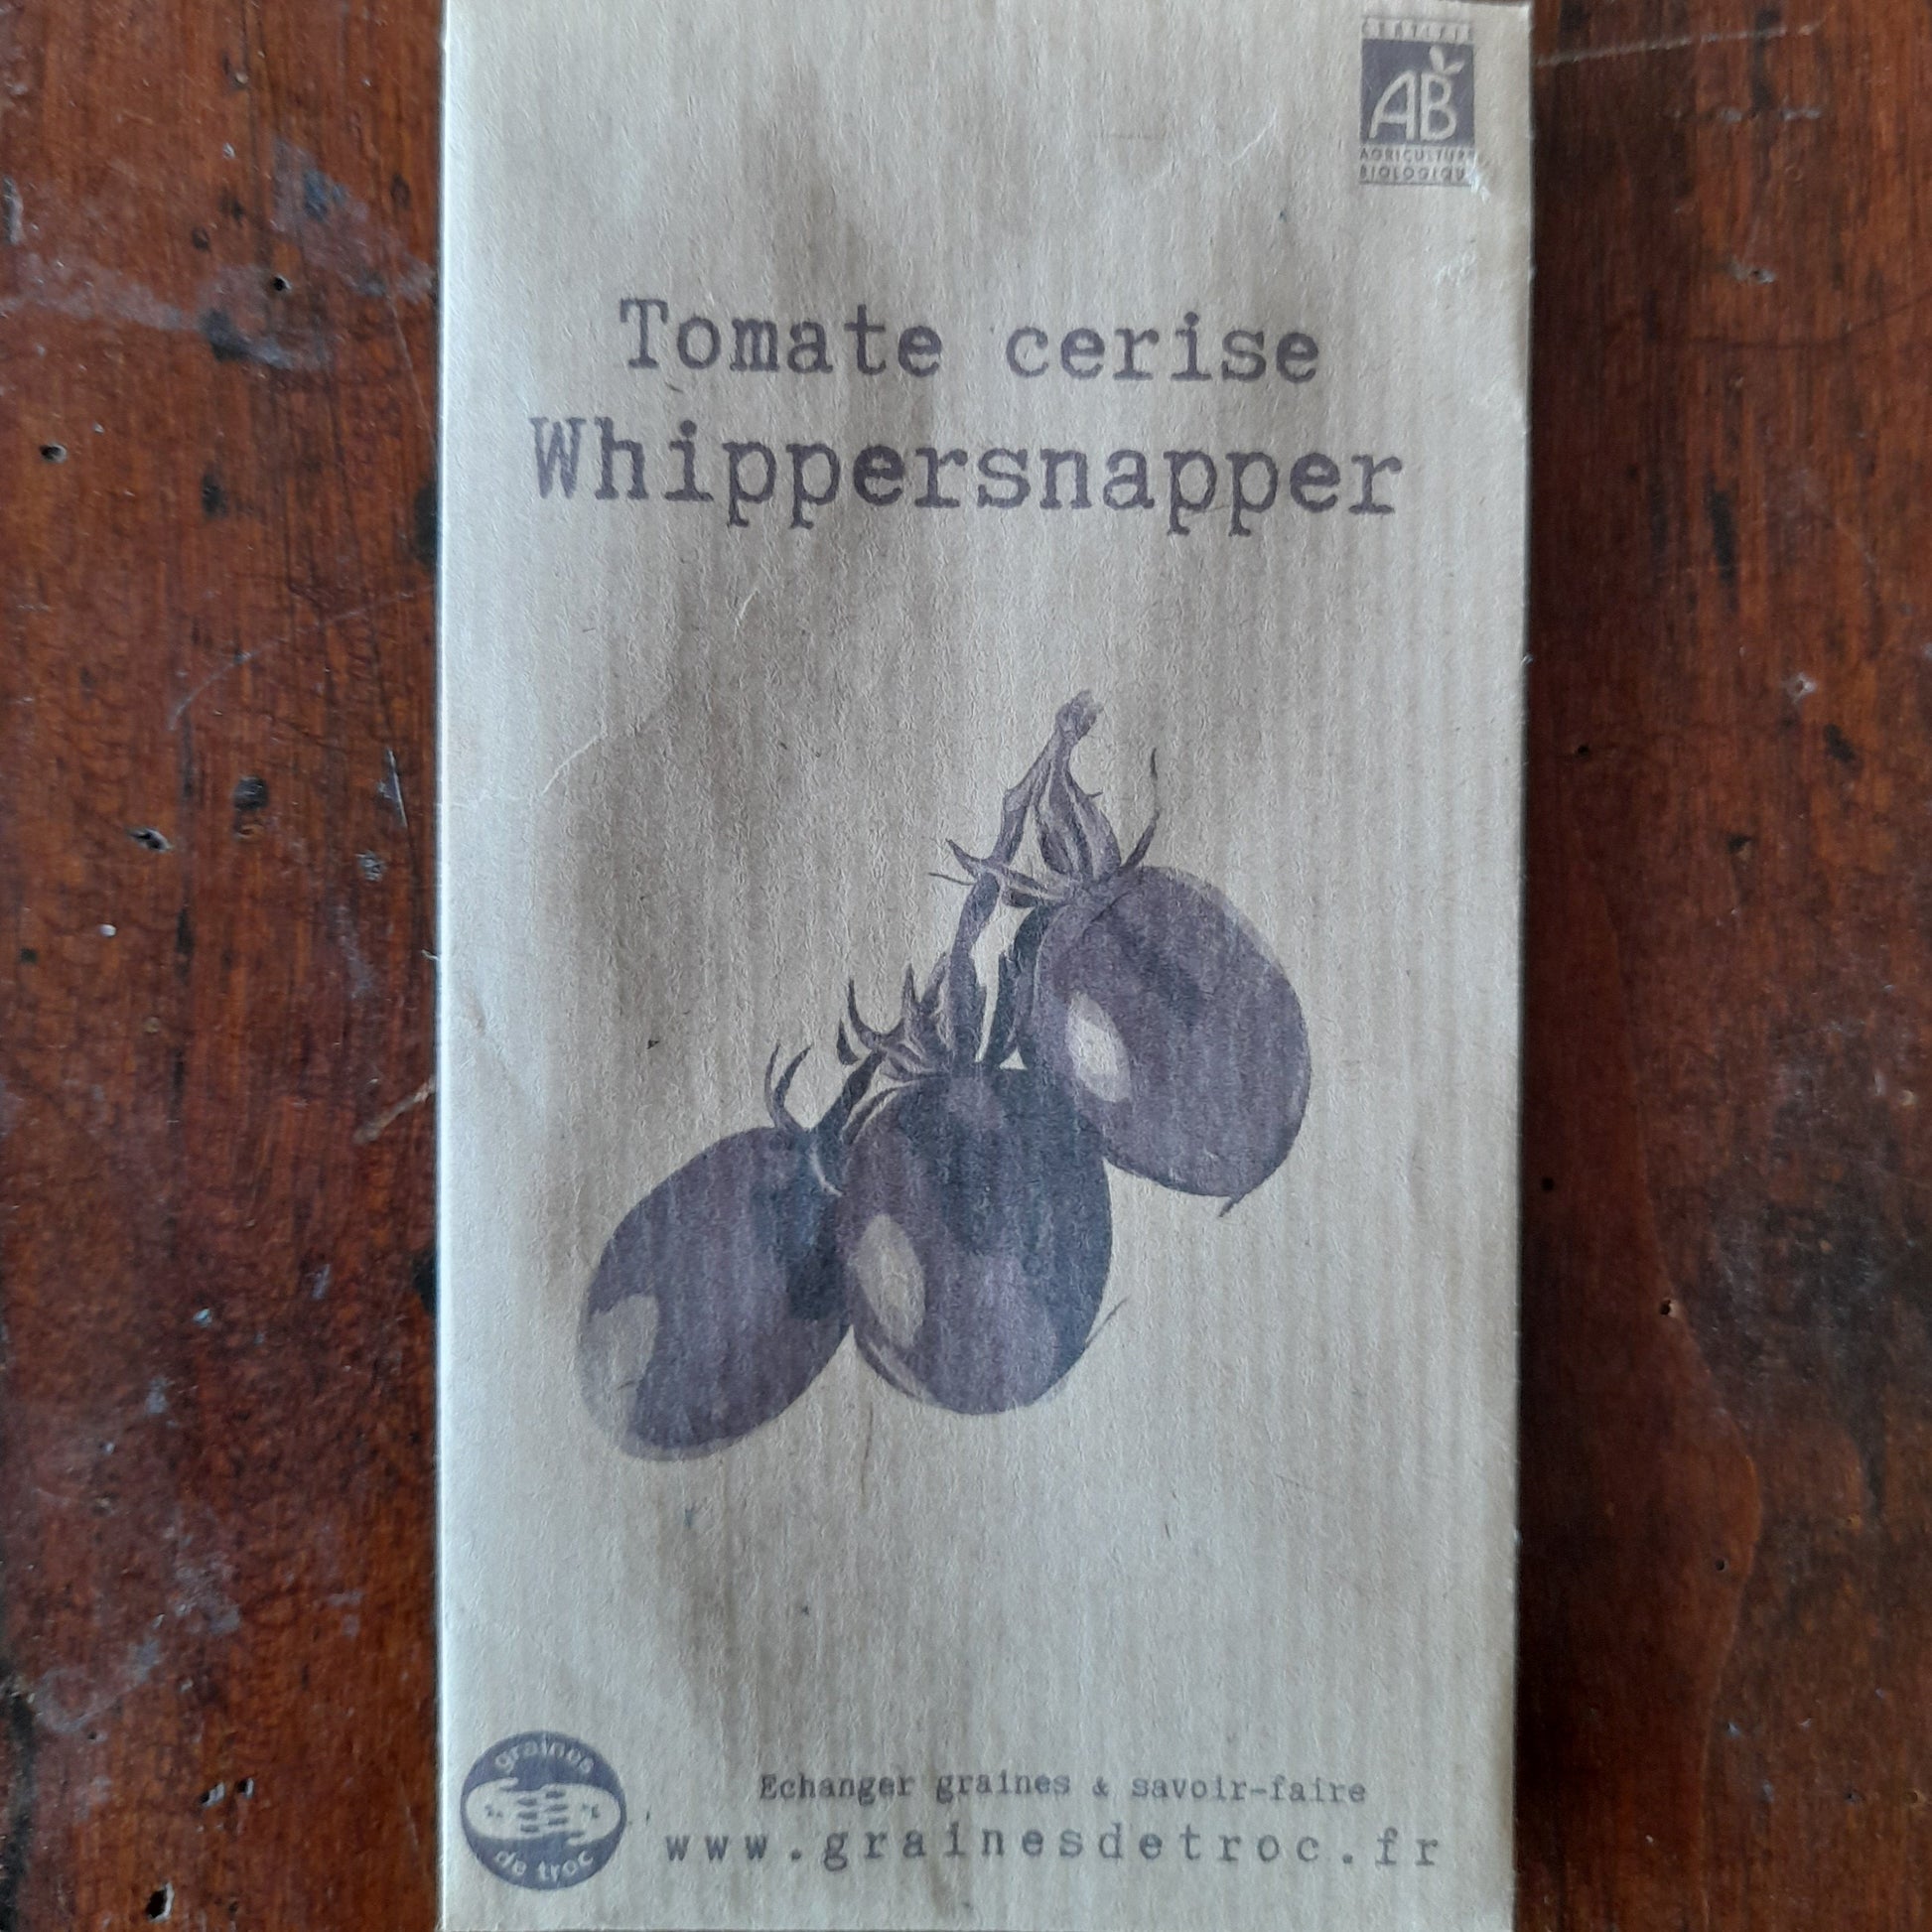 AB
AGRICULTURE
BIOLOGIQUE
Tomate cerise
Whippersnapper
graines
de troc
Echanger graines & savoir-faire
www.grainesdetroc.fr